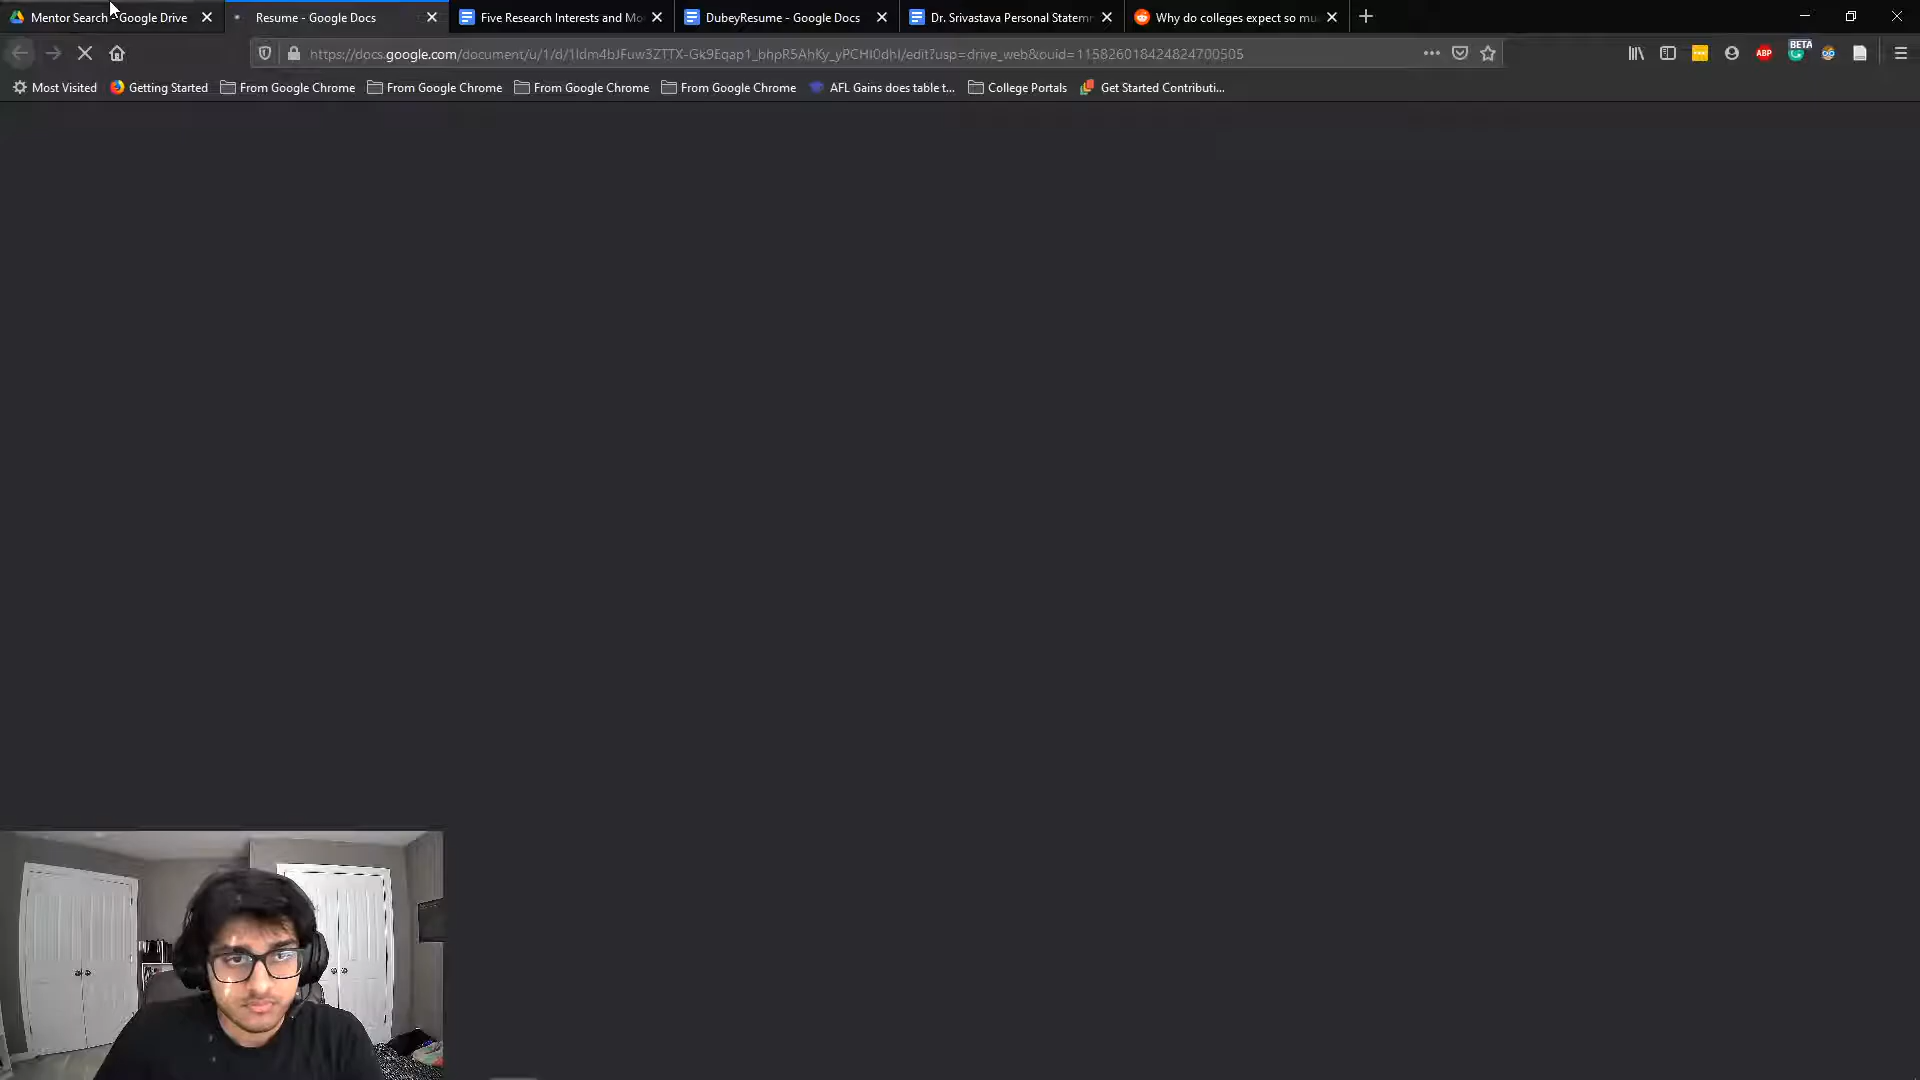 Mentor Search - Google Drive
Resume - Google Docs
Five Research Interests and Mo
DubeyResume - Google Docs
Dr. Srivastava Personal Statem
Why do colleges expect so mu
https://docs.google.com/document/u/1/d/1ldm4bJFuw3ZTTX-Gk9Eqap1_bhpR5AhKy_yPCHI0dhI/edit?usp=drive_web&ouid=115826018424824700505
ABP
BETA
Most Visited
Getting Started
From Google Chrome
From Google Chrome
From Google Chrome
From Google Chrome
AFL Gains does table t...
College Portals
Get Started Contributi...